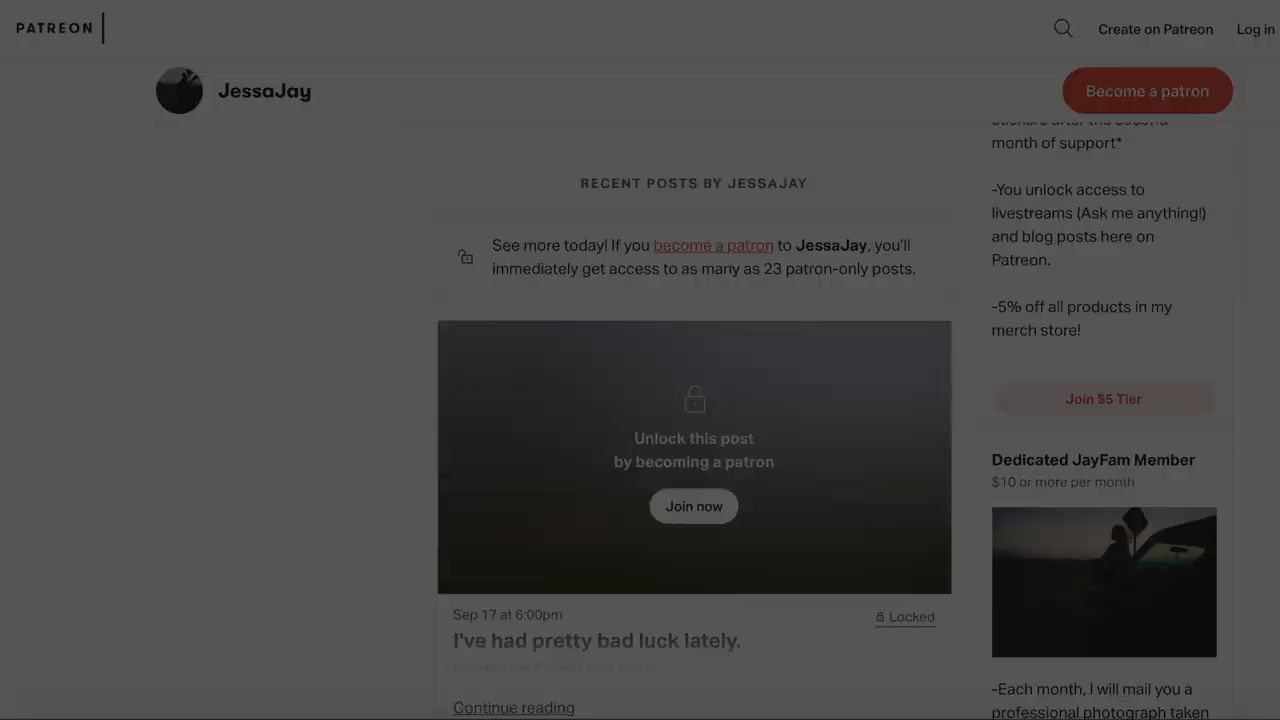 PATREON
Create on Patreon
Log in
JessaJay
Become a patron
month of support*
-You unlock access to
livestreams (Ask me anything!)
and blog posts here on
Patreon.
-5% off all products in my
merch store!
Join $5 Tier
Dedicated JayFam Member
$10 or more per month
-Each month, I will mail you a
professional photograph taken
RECENT POSTS BY JESSAJAY
See more today! If you become a patron to JessaJay, you'll
immediately get access to as many as 23 patron-only posts.
Unlock this post
by becoming a patron
Join now
Sep 17 at 6:00pm
Locked
I've had pretty bad luck lately.
Continue reading